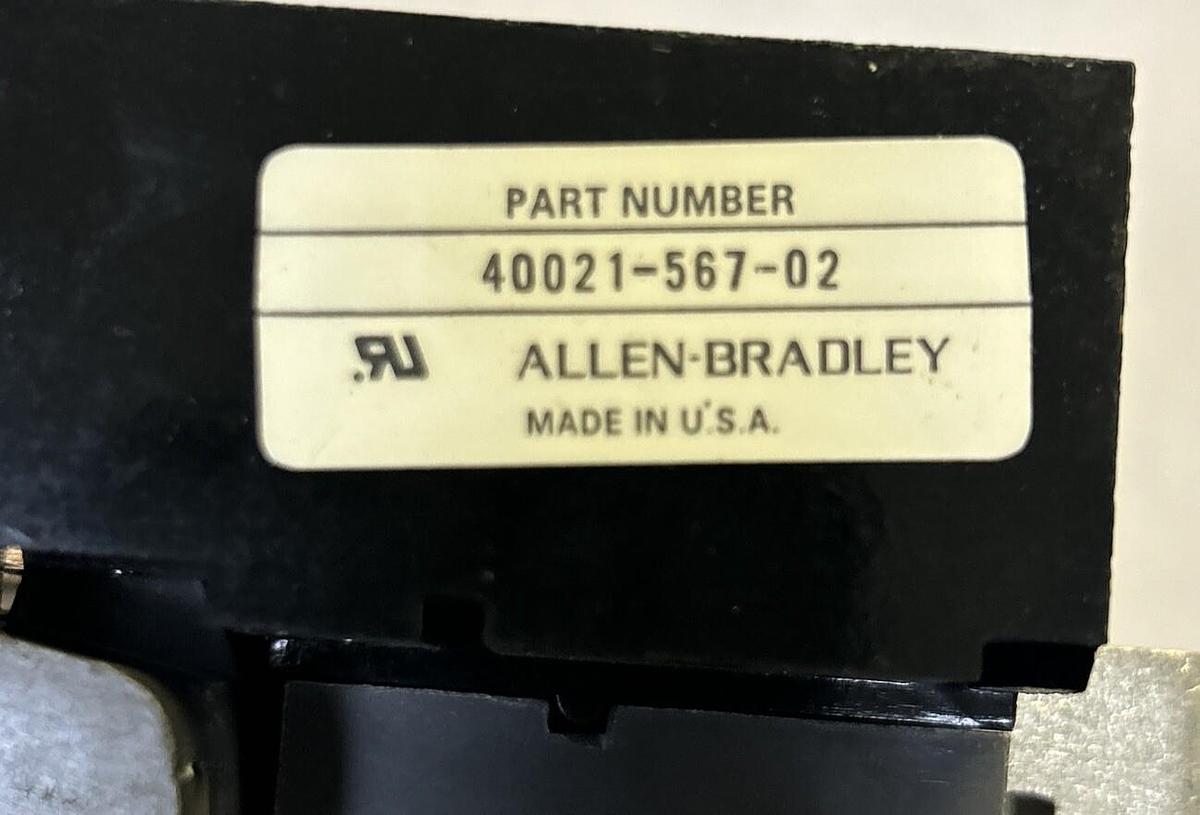 PART NUMBER
40021-567-02
ALLEN-BRADLEY
MADE IN U.S.A.